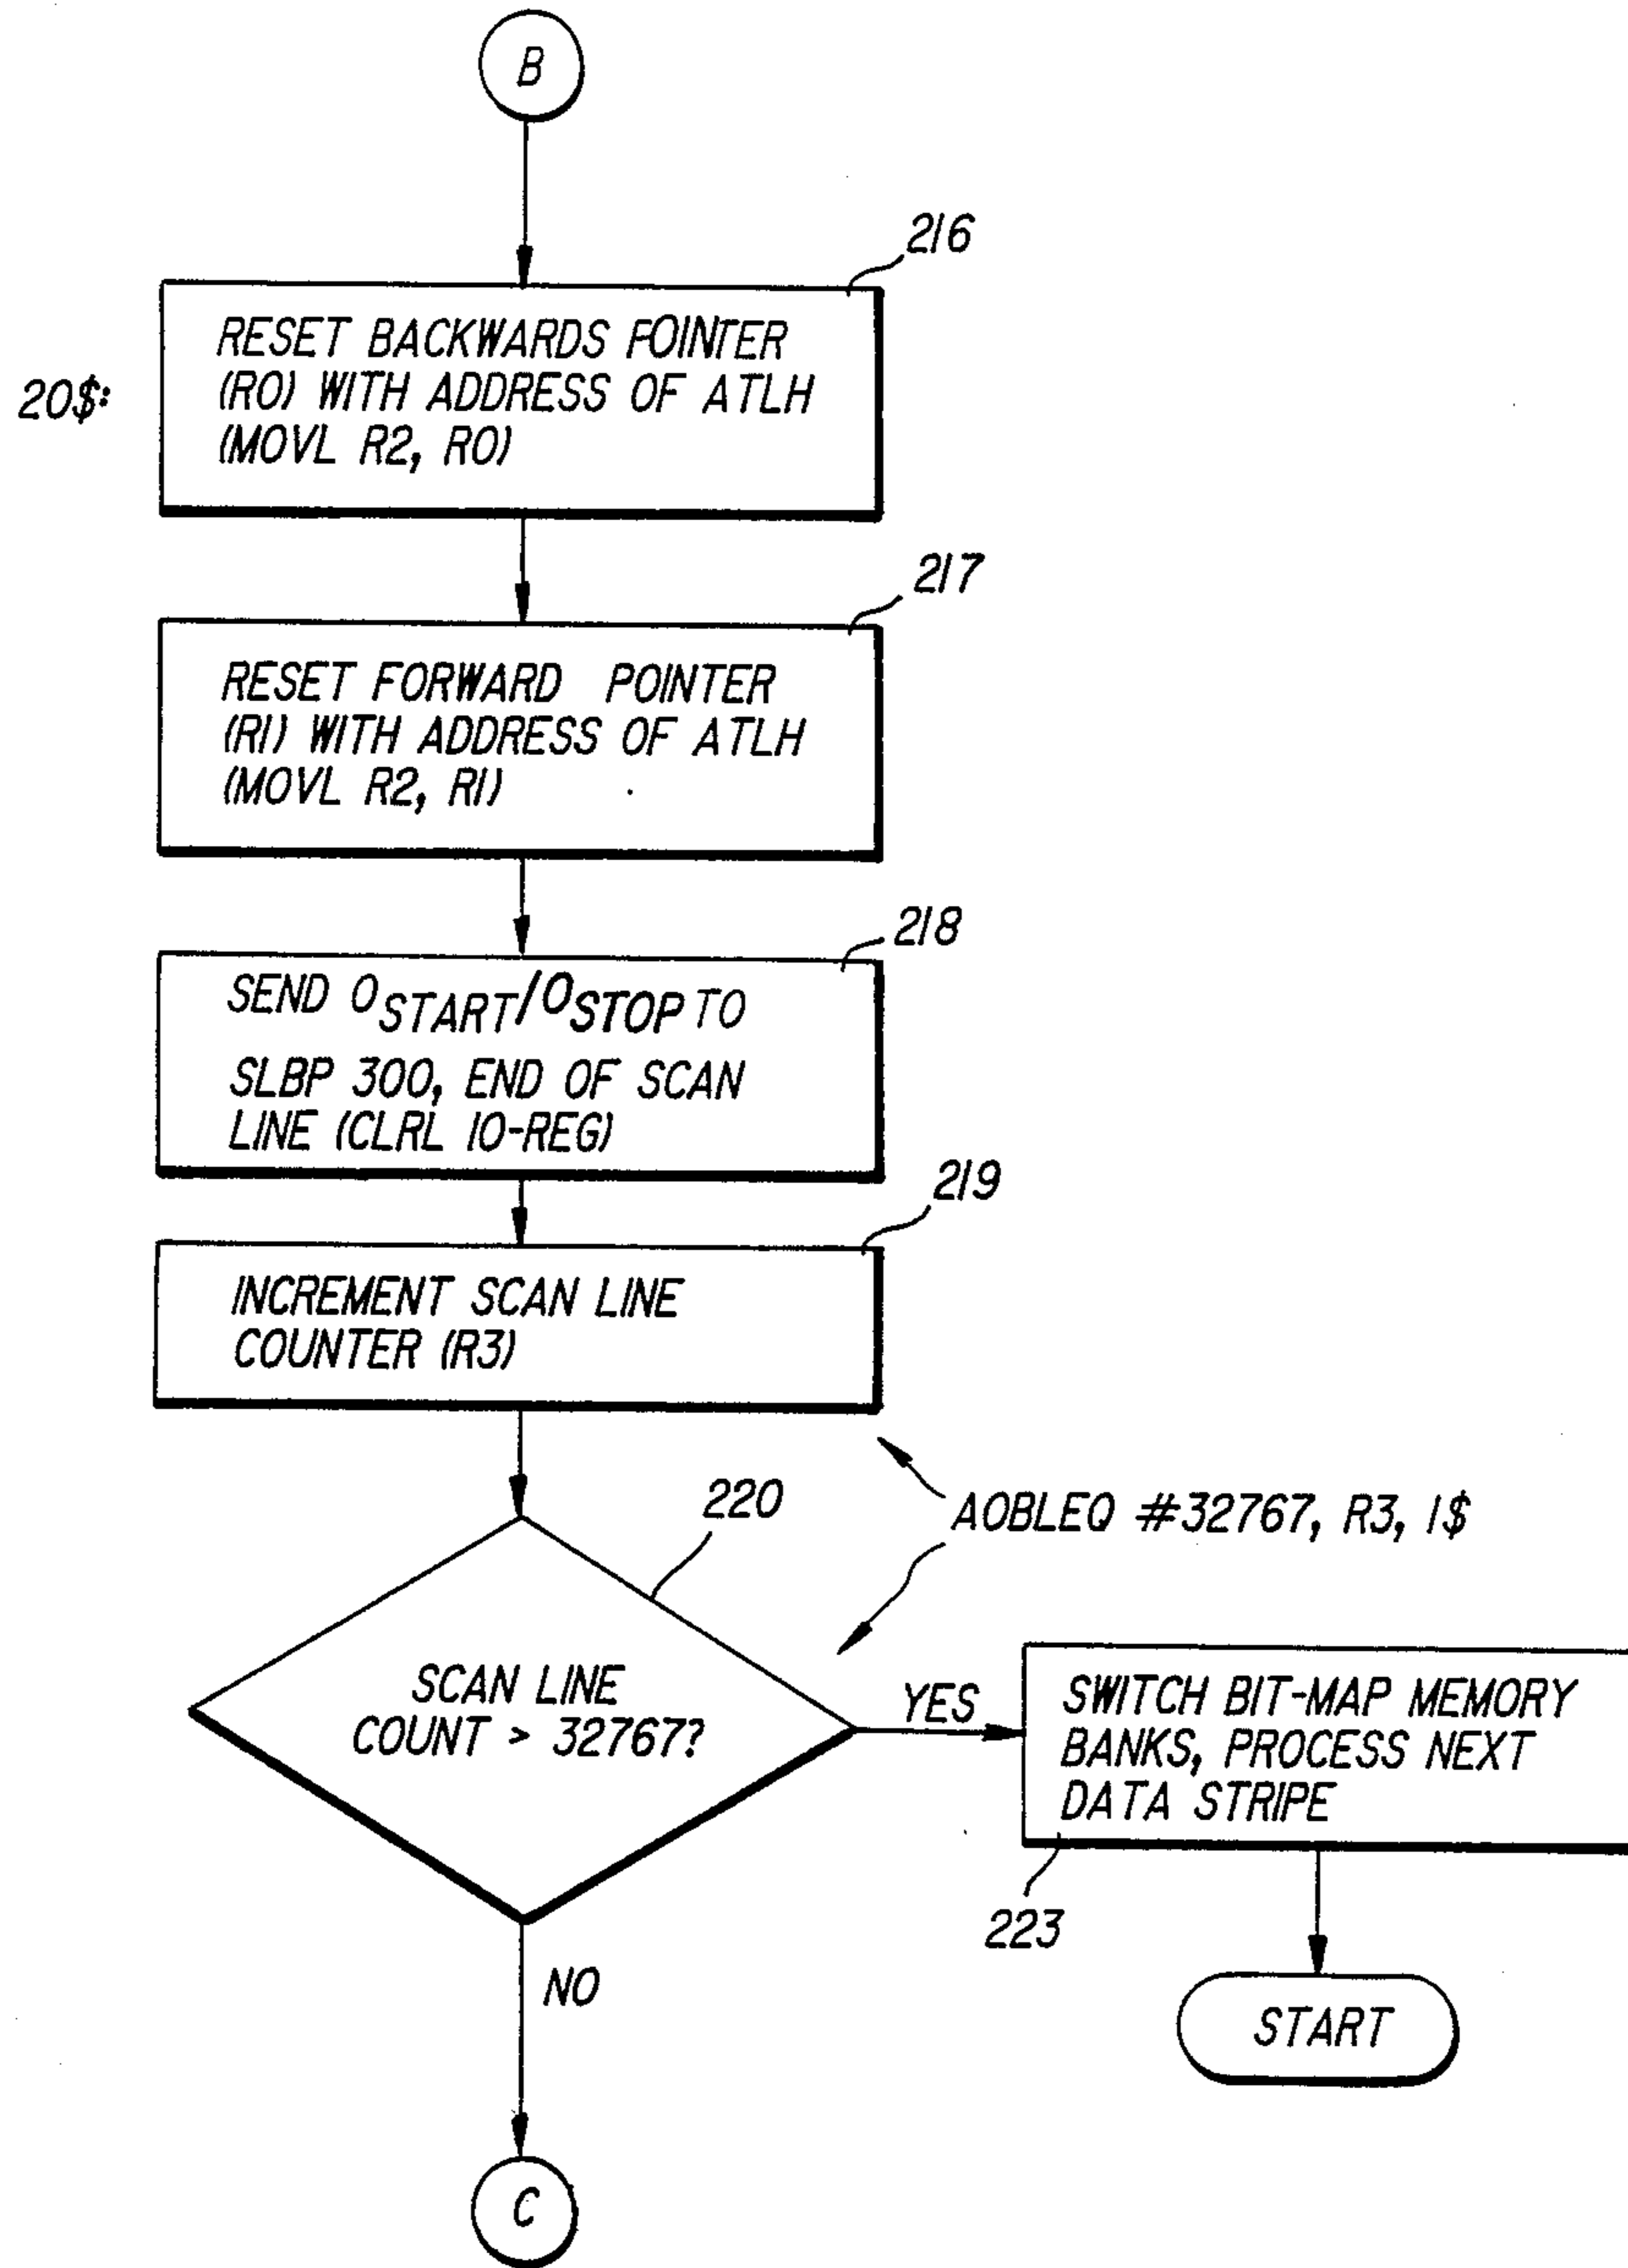 B
216
20$:
RESET BACKWARDS POINTER
(R0) WITH ADDRESS OF ATLH
(MOVL R2, R0)
217
RESET FORWARD POINTER
(R1) WITH ADDRESS OF ATLH
(MOVL R2, R1)
218
SEND 0START/0STOP TO
SLBP 300, END OF SCAN
LINE (CLRL IO-REG)
219
INCREMENT SCAN LINE
COUNTER (R3)
AOBLEQ #32767, R3, 1$
220
SCAN LINE
COUNT > 32767?
YES
SWITCH BIT-MAP MEMORY
BANKS, PROCESS NEXT
DATA STRIPE
223
NO
START
C